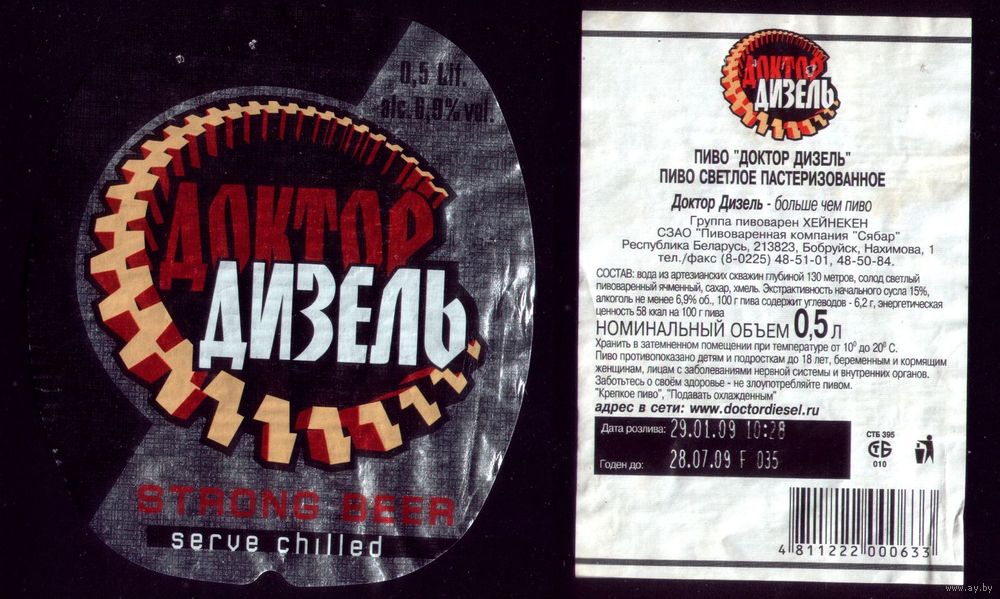 0,5 Lit.
alc. 6,9% vol.
ДОКТОР
ДИЗЕЛЬ
STRONG BEER
serve chilled
ДОКТОР
ДИЗЕЛЬ
ПИВО "ДОКТОР ДИЗЕЛЬ"
ПИВО СВЕТЛОЕ ПАСТЕРИЗОВАННОЕ
Доктор Дизель - больше чем пиво
Группа пивоварен ХЕЙНЕКЕН
СЗАО "Пивоваренная компания "Сябар"
Республика Беларусь, 213823, Бобруйск, Нахимова, 1
тел./факс (8-0225) 48-51-01, 48-50-84.
СОСТАВ: вода из артезианских скважин глубиной 130 метров, солод светлый
пивоваренный ячменный, сахар, хмель. Экстрактивность начального сусла 15%,
алкоголь не менее 6,9% об., 100 г пива содержит углеводов - 6,2 г, энергетическая
ценность 58 ккал на 100 г пива
НОМИНАЛЬНЫЙ ОБЪЕМ 0,5 л
Хранить в затемненном помещении при температуре от 10⁰ до 20⁰ С.
Пиво противопоказано детям и подросткам до 18 лет, беременным и кормящим
женщинам, лицам с заболеваниями нервной системы и внутренних органов.
Заботьтесь о своём здоровье - не злоупотребляйте пивом.
"Крепкое пиво", "Подавать охлажденным"
адрес в сети: www.doctordiesel.ru
Дата розлива: 29.01.09 10:28
Годен до: 28.07.09 F 035
СТБ 395
010
4 811222 000633
www.ay.by